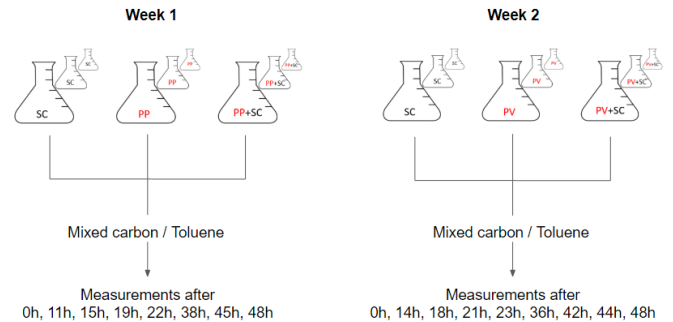 Week 1
Week 2
SC
SC
SC
PP
PP
PP
PP+SC
PP+SC
PP+SC
SC
SC
SC
PV
PV
PV
PV+SC
PV+SC
PV+SC
Mixed carbon / Toluene
Mixed carbon / Toluene
Measurements after
0h, 11h, 15h, 19h, 22h, 38h, 45h, 48h
Measurements after
0h, 14h, 18h, 21h, 23h, 36h, 42h, 44h, 48h